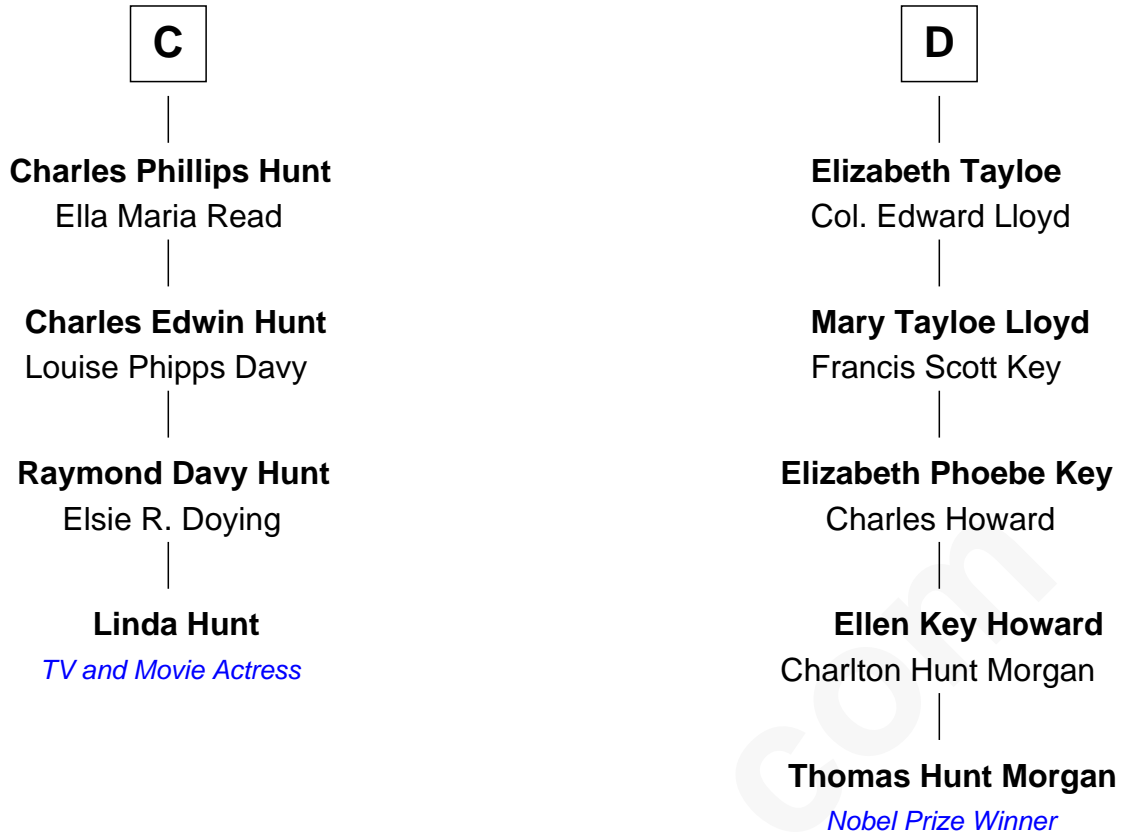 C
Charles Phillips Hunt
Ella Maria Read
Charles Edwin Hunt
Louise Phipps Davy
Raymond Davy Hunt
Elsie R. Doying
Linda Hunt
TV and Movie Actress
D
Elizabeth Tayloe
Col. Edward Lloyd
Mary Tayloe Lloyd
Francis Scott Key
Elizabeth Phoebe Key
Charles Howard
Ellen Key Howard
Charlton Hunt Morgan
Thomas Hunt Morgan
Nobel Prize Winner
com